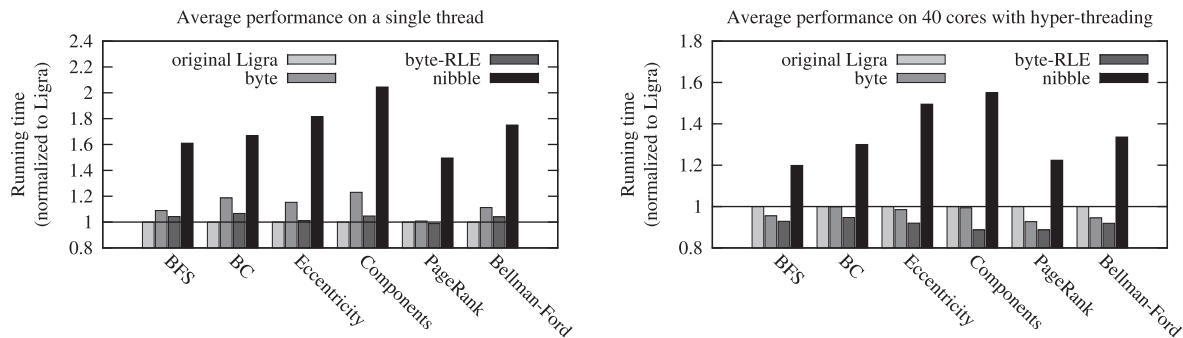 Average performance on a single thread
Running time
(normalized to Ligra)
2.4
2.2
2
1.8
1.6
1.4
1.2
1
0.8
original Ligra
byte
byte-RLE
nibble
BFS
BC
Eccentricity
Components
PageRank
Bellman-Ford
Average performance on 40 cores with hyper-threading
Running time
(normalized to Ligra)
1.8
1.6
1.4
1.2
1
0.8
original Ligra
byte
byte-RLE
nibble
BFS
BC
Eccentricity
Components
PageRank
Bellman-Ford